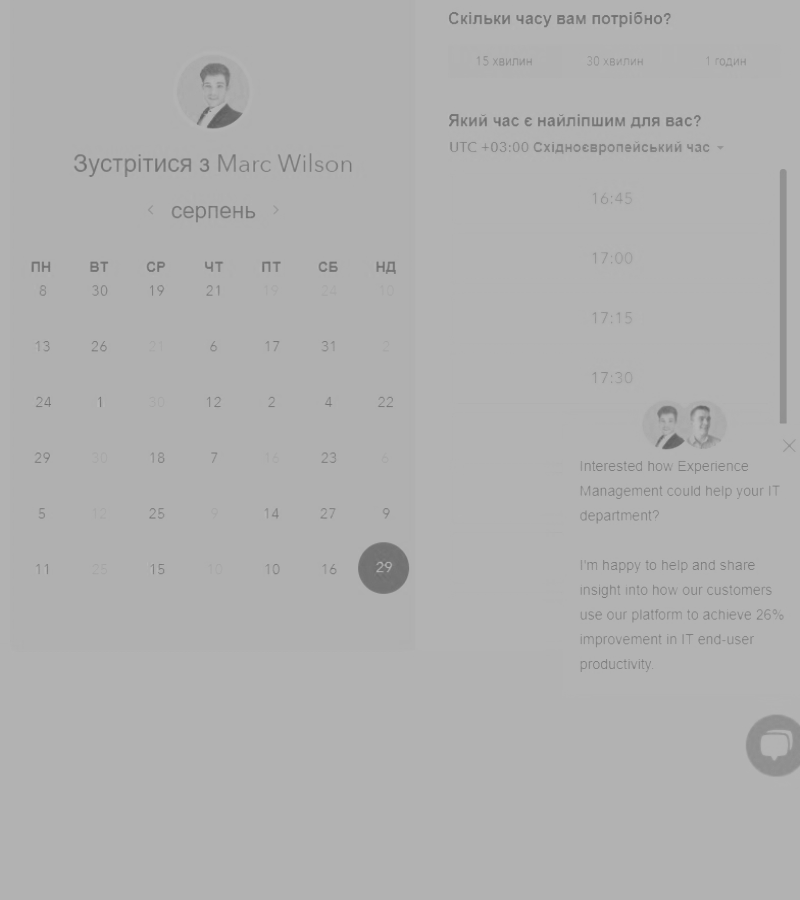 Зустрітися з Marc Wilson
серпень
ПН ВТ СР ЧТ ПТ СБ НД
8 30 19 21 19 24 10
13 26 21 6 17 31 2
24 1 30 12 2 4 22
29 30 18 7 16 23 6
5 12 25 9 14 27 9
11 25 15 10 10 16 29
Скільки часу вам потрібно?
15 хвилин 30 хвилин 1 годин
Який час є найліпшим для вас?
UTC +03:00 Східноєвропейський час
16:45
17:00
17:15
17:30
Interested how Experience
Management could help your IT
department?
I'm happy to help and share
insight into how our customers
use our platform to achieve 26%
improvement in IT end-user
productivity.